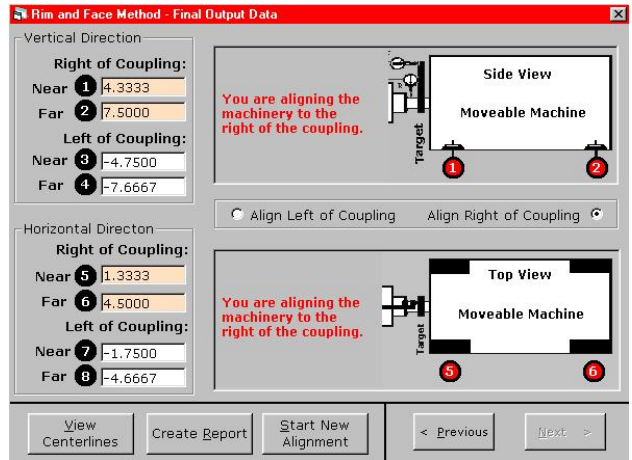 Rim and Face Method - Final Output Data
Vertical Direction
Right of Coupling:
Near 1 4.3333
Far 2 7.5000
Left of Coupling:
Near 3 -4.7500
Far 4 -7.6667
You are aligning the
machinery to the
right of the coupling.
R
Target
Side View
Moveable Machine
1
2
Align Left of Coupling
Align Right of Coupling
Horizontal Directon
Right of Coupling:
Near 5 1.3333
Far 6 4.5000
Left of Coupling:
Near 7 -1.7500
Far 8 -4.6667
You are aligning the
machinery to the
right of the coupling.
Target
Top View
Moveable Machine
5
6
View
Centerlines
Create Report
Start New
Alignment
< Previous
Next >